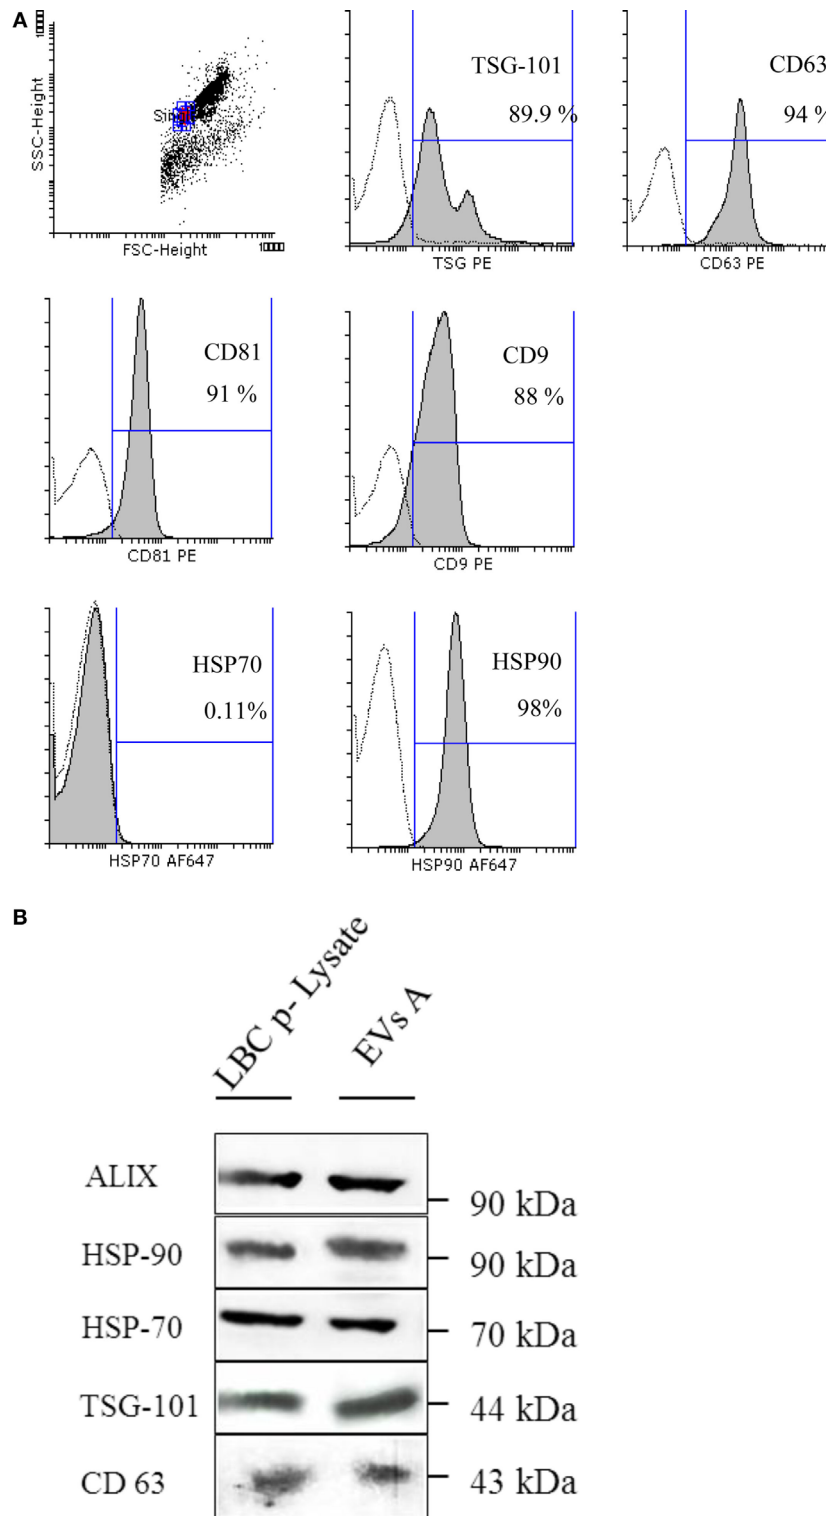 A
SSC-Height
FSC-Height
TSG-101
89.9 %
TSG PE
CD63
94 %
CD63 PE
CD81
91 %
CD81 PE
CD9
88 %
CD9 PE
HSP70
0.11%
HSP70 AF647
HSP90
98%
HSP90 AF647
B
LBC p- Lysate
EVs A
ALIX
90 kDa
HSP-90
90 kDa
HSP-70
70 kDa
TSG-101
44 kDa
CD 63
43 kDa